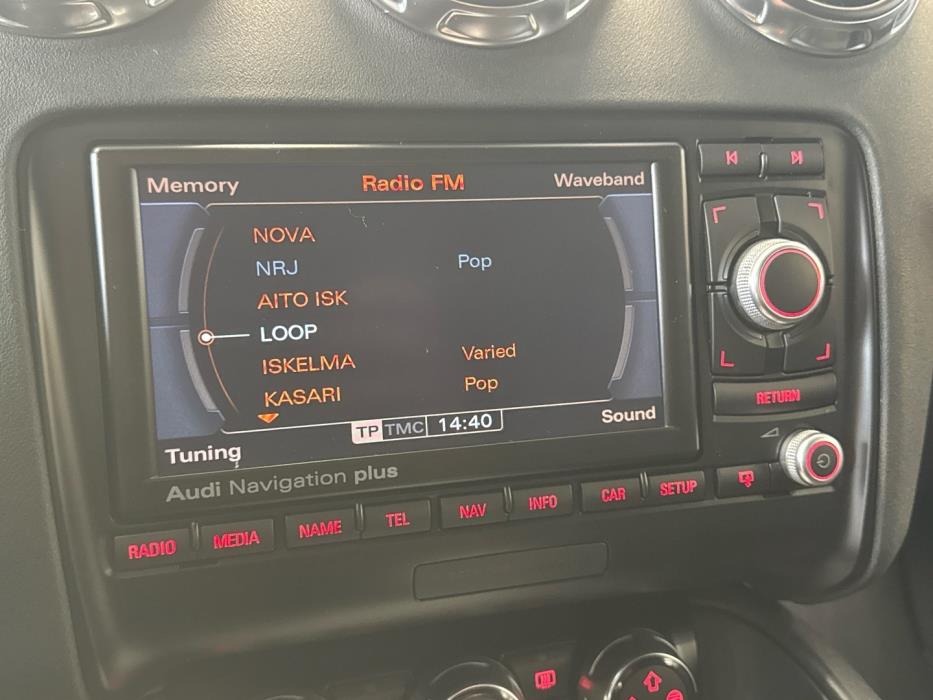 Memory Radio FM Waveband
NOVA
NRJ Pop
AITO ISK
LOOP
ISKELMA Varied
KASARI Pop
TP TMC 14:40
Tuning Sound
Audi Navigation plus
RETURN
RADIO MEDIA NAME TEL NAV INFO CAR SETUP